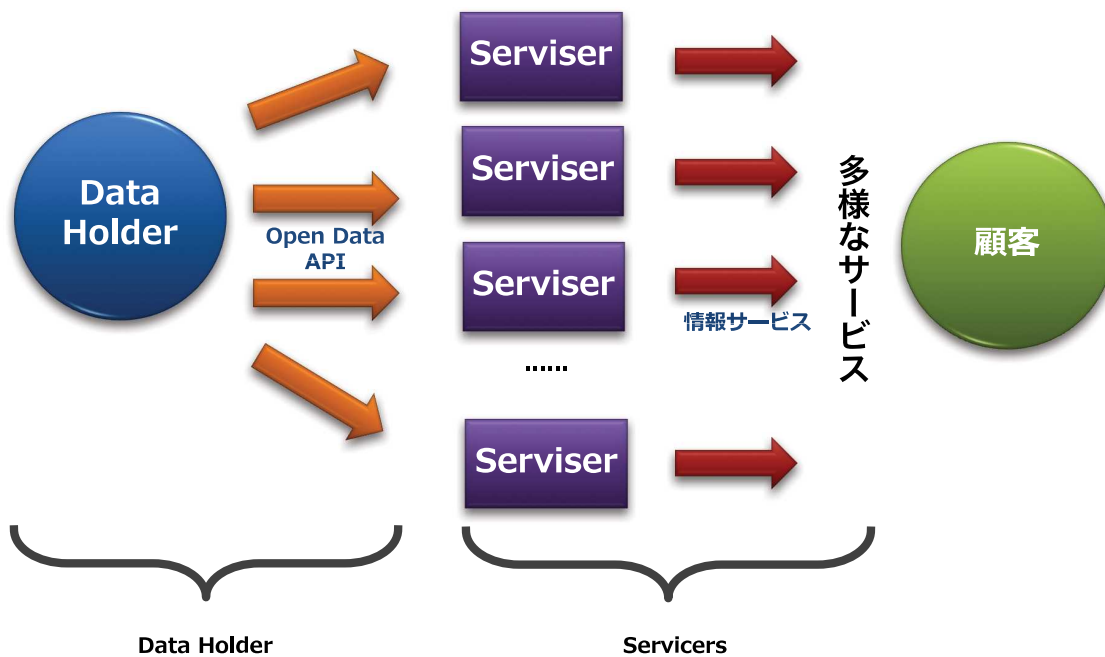 Data
Holder
Open Data
API
Serviser
Serviser
Serviser
……
Serviser
情報サービス
多様なサービス
顧客
Data Holder
Servicers